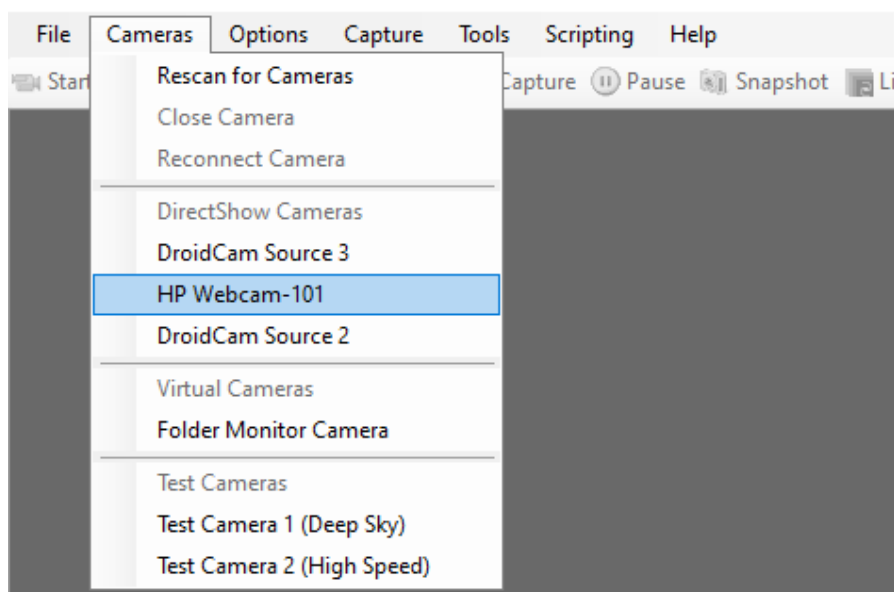 File Cameras Options Capture Tools Scripting Help
Start Capture Pause Snapshot
Rescan for Cameras
Close Camera
Reconnect Camera
DirectShow Cameras
DroidCam Source 3
HP Webcam-101
DroidCam Source 2
Virtual Cameras
Folder Monitor Camera
Test Cameras
Test Camera 1 (Deep Sky)
Test Camera 2 (High Speed)